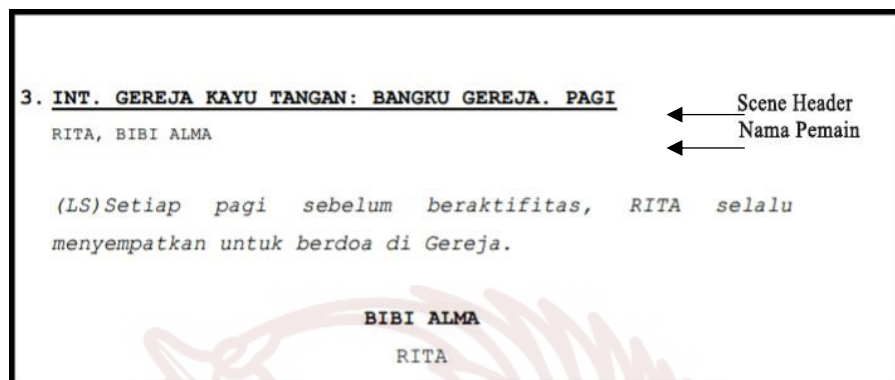 3. INT. GEREJA KAYU TANGAN: BANGKU GEREJA. PAGI
Scene Header
RITA, BIBI ALMA
Nama Pemain
(LS)Setiap pagi sebelum beraktifitas, RITA selalu
menyempatkan untuk berdoa di Gereja.
BIBI ALMA
RITA